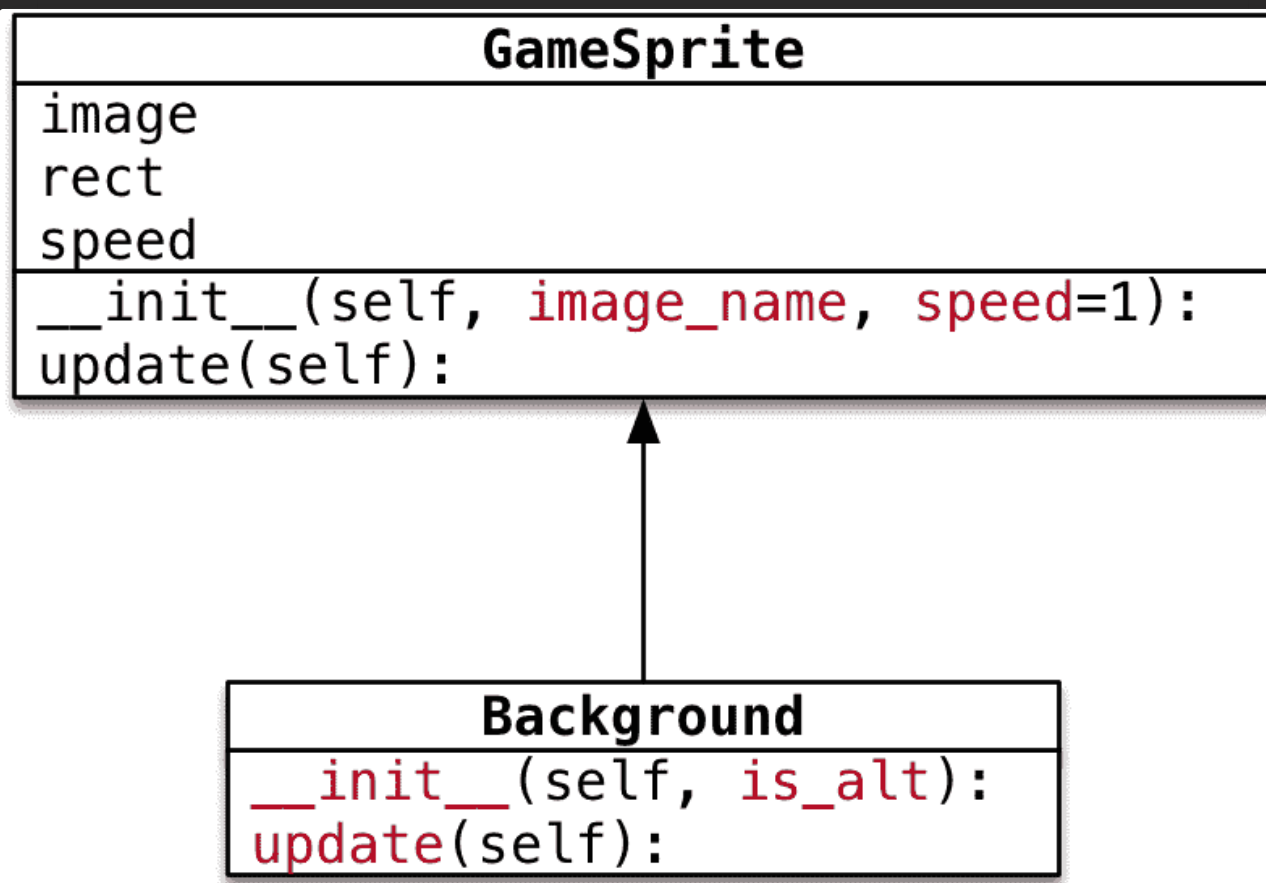 GameSprite
image
rect
speed
__init__(self, image_name, speed=1):
update(self):
Background
__init__(self, is_alt):
update(self):